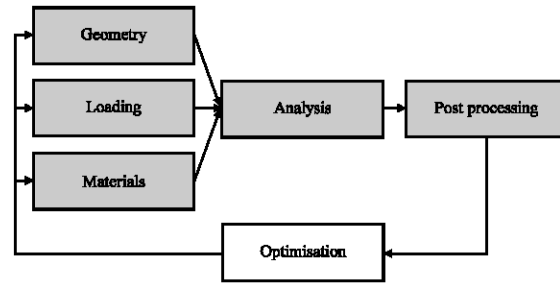 Geometry
Loading
Analysis
Post processing
Materials
Optimisation